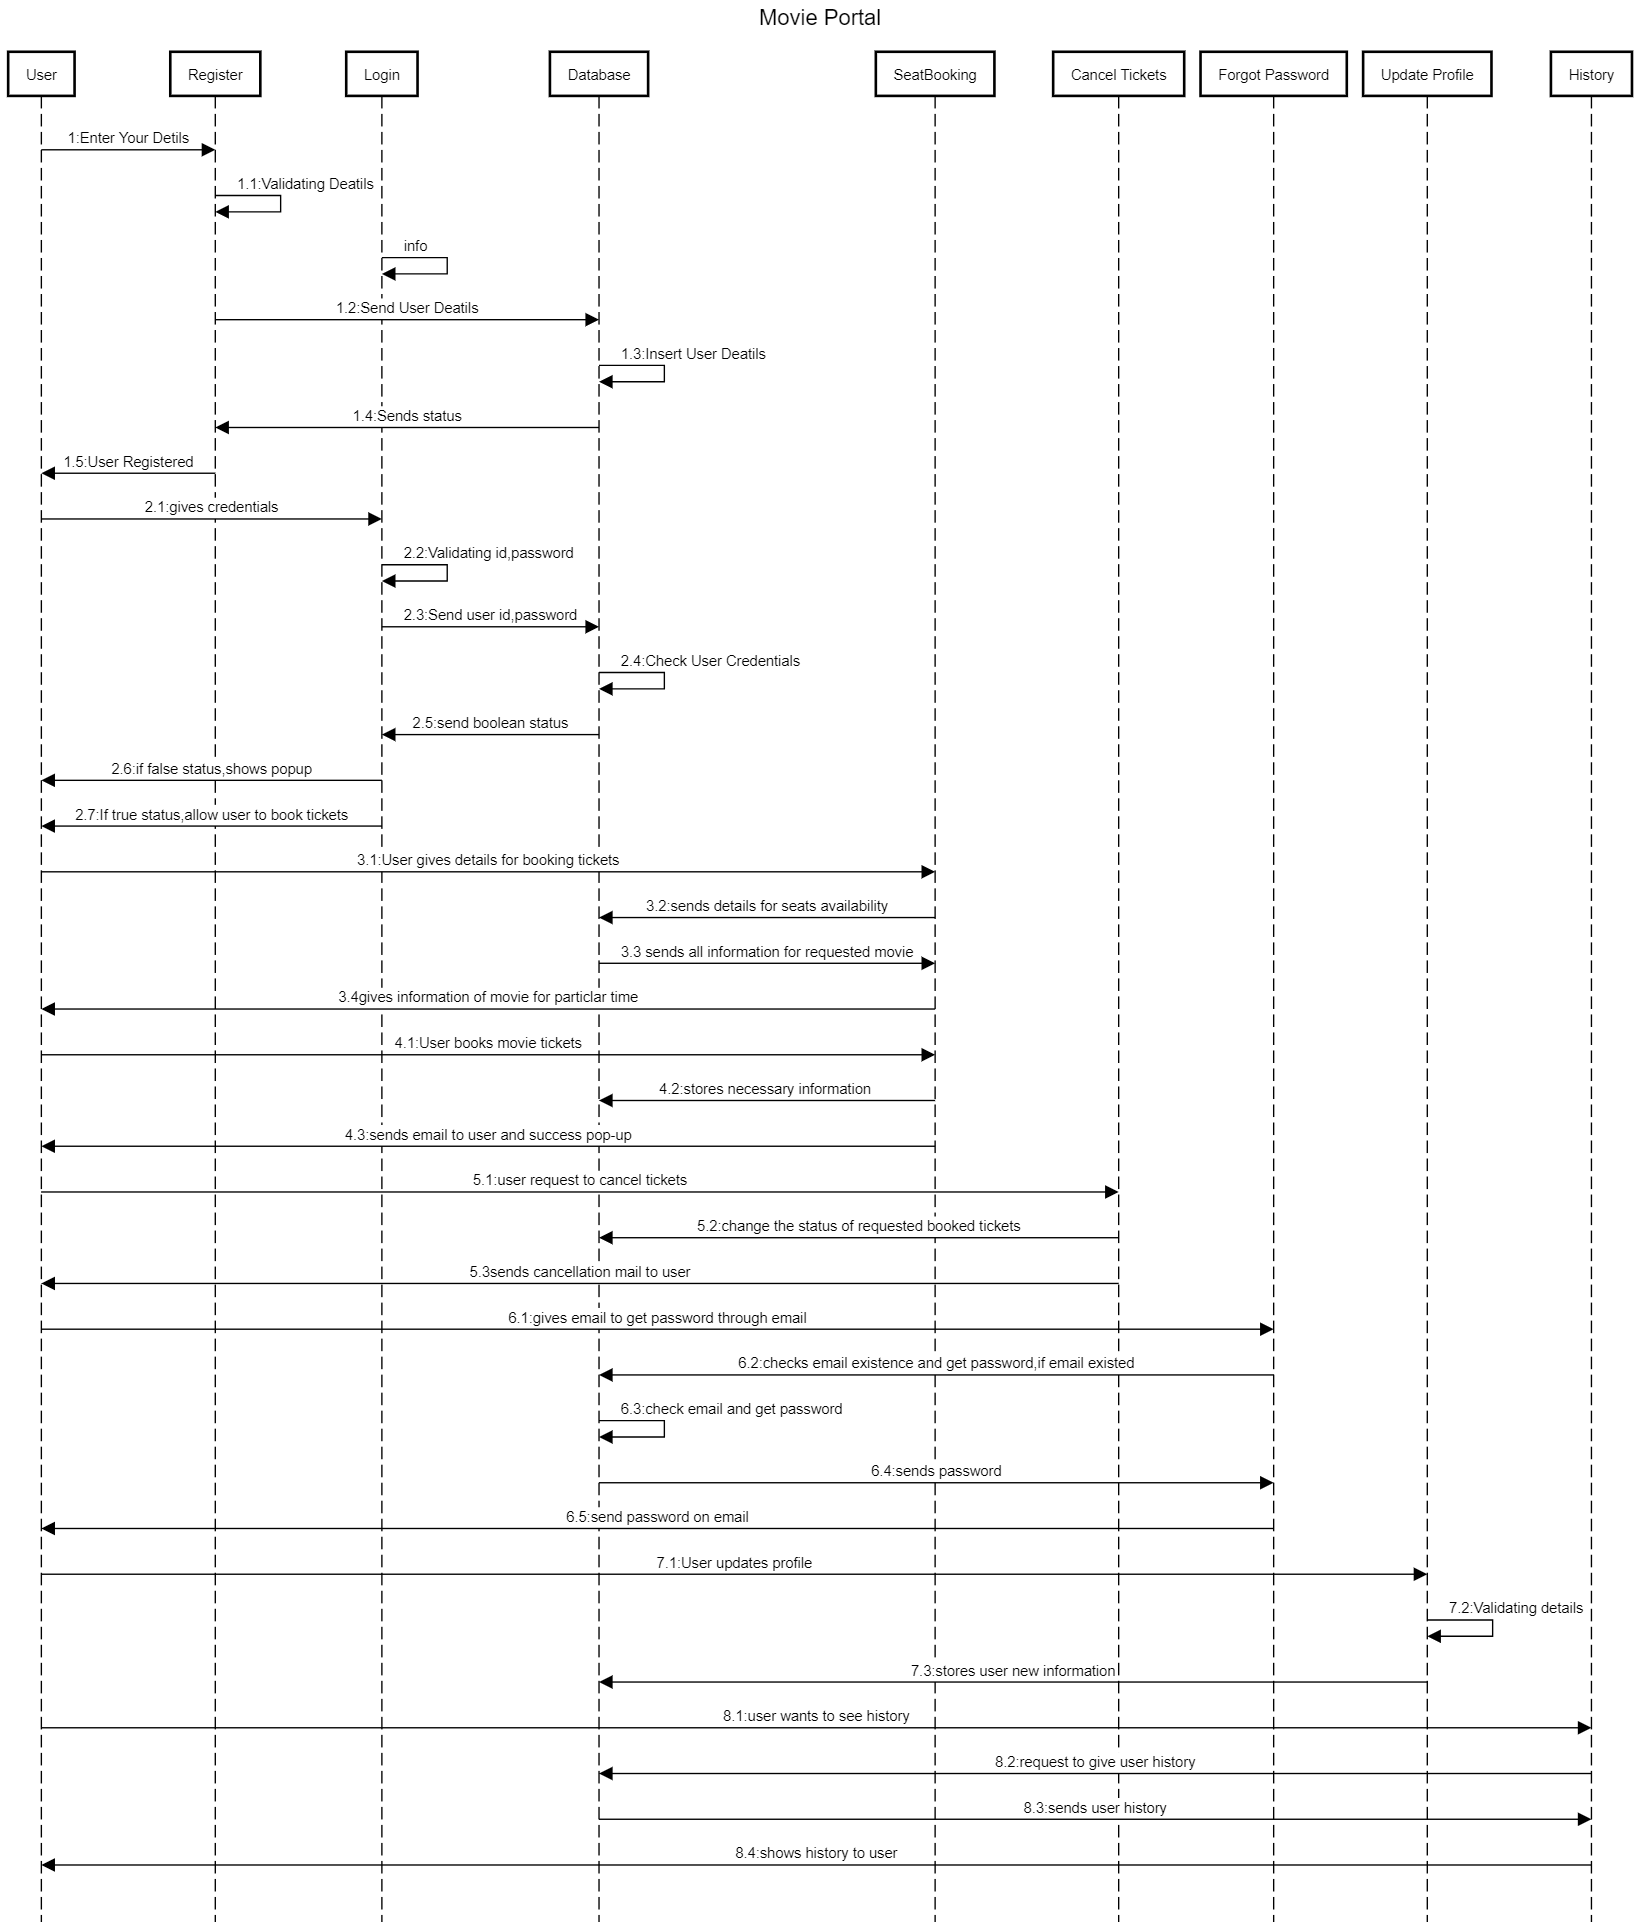 Movie Portal
User
Register
Login
Database
SeatBooking
Cancel Tickets
Forgot Password
Update Profile
History
1:Enter Your Detils
1.1:Validating Deatils
info
1.2:Send User Deatils
1.3:Insert User Deatils
1.4:Sends status
1.5:User Registered
2.1:gives credentials
2.2:Validating id,password
2.3:Send user id,password
2.4:Check User Credentials
2.5:send boolean status
2.6:if false status,shows popup
2.7:If true status,allow user to book tickets
3.1:User gives details for booking tickets
3.2:sends details for seats availability
3.3 sends all information for requested movie
3.4gives information of movie for particlar time
4.1:User books movie tickets
4.2:stores necessary information
4.3:sends email to user and success pop-up
5.1:user request to cancel tickets
5.2:change the status of requested booked tickets
5.3sends cancellation mail to user
6.1:gives email to get password through email
6.2:checks email existence and get password,if email existed
6.3:check email and get password
6.4:sends password
6.5:send password on email
7.1:User updates profile
7.2:Validating details
7.3:stores user new information
8.1:user wants to see history
8.2:request to give user history
8.3:sends user history
8.4:shows history to user